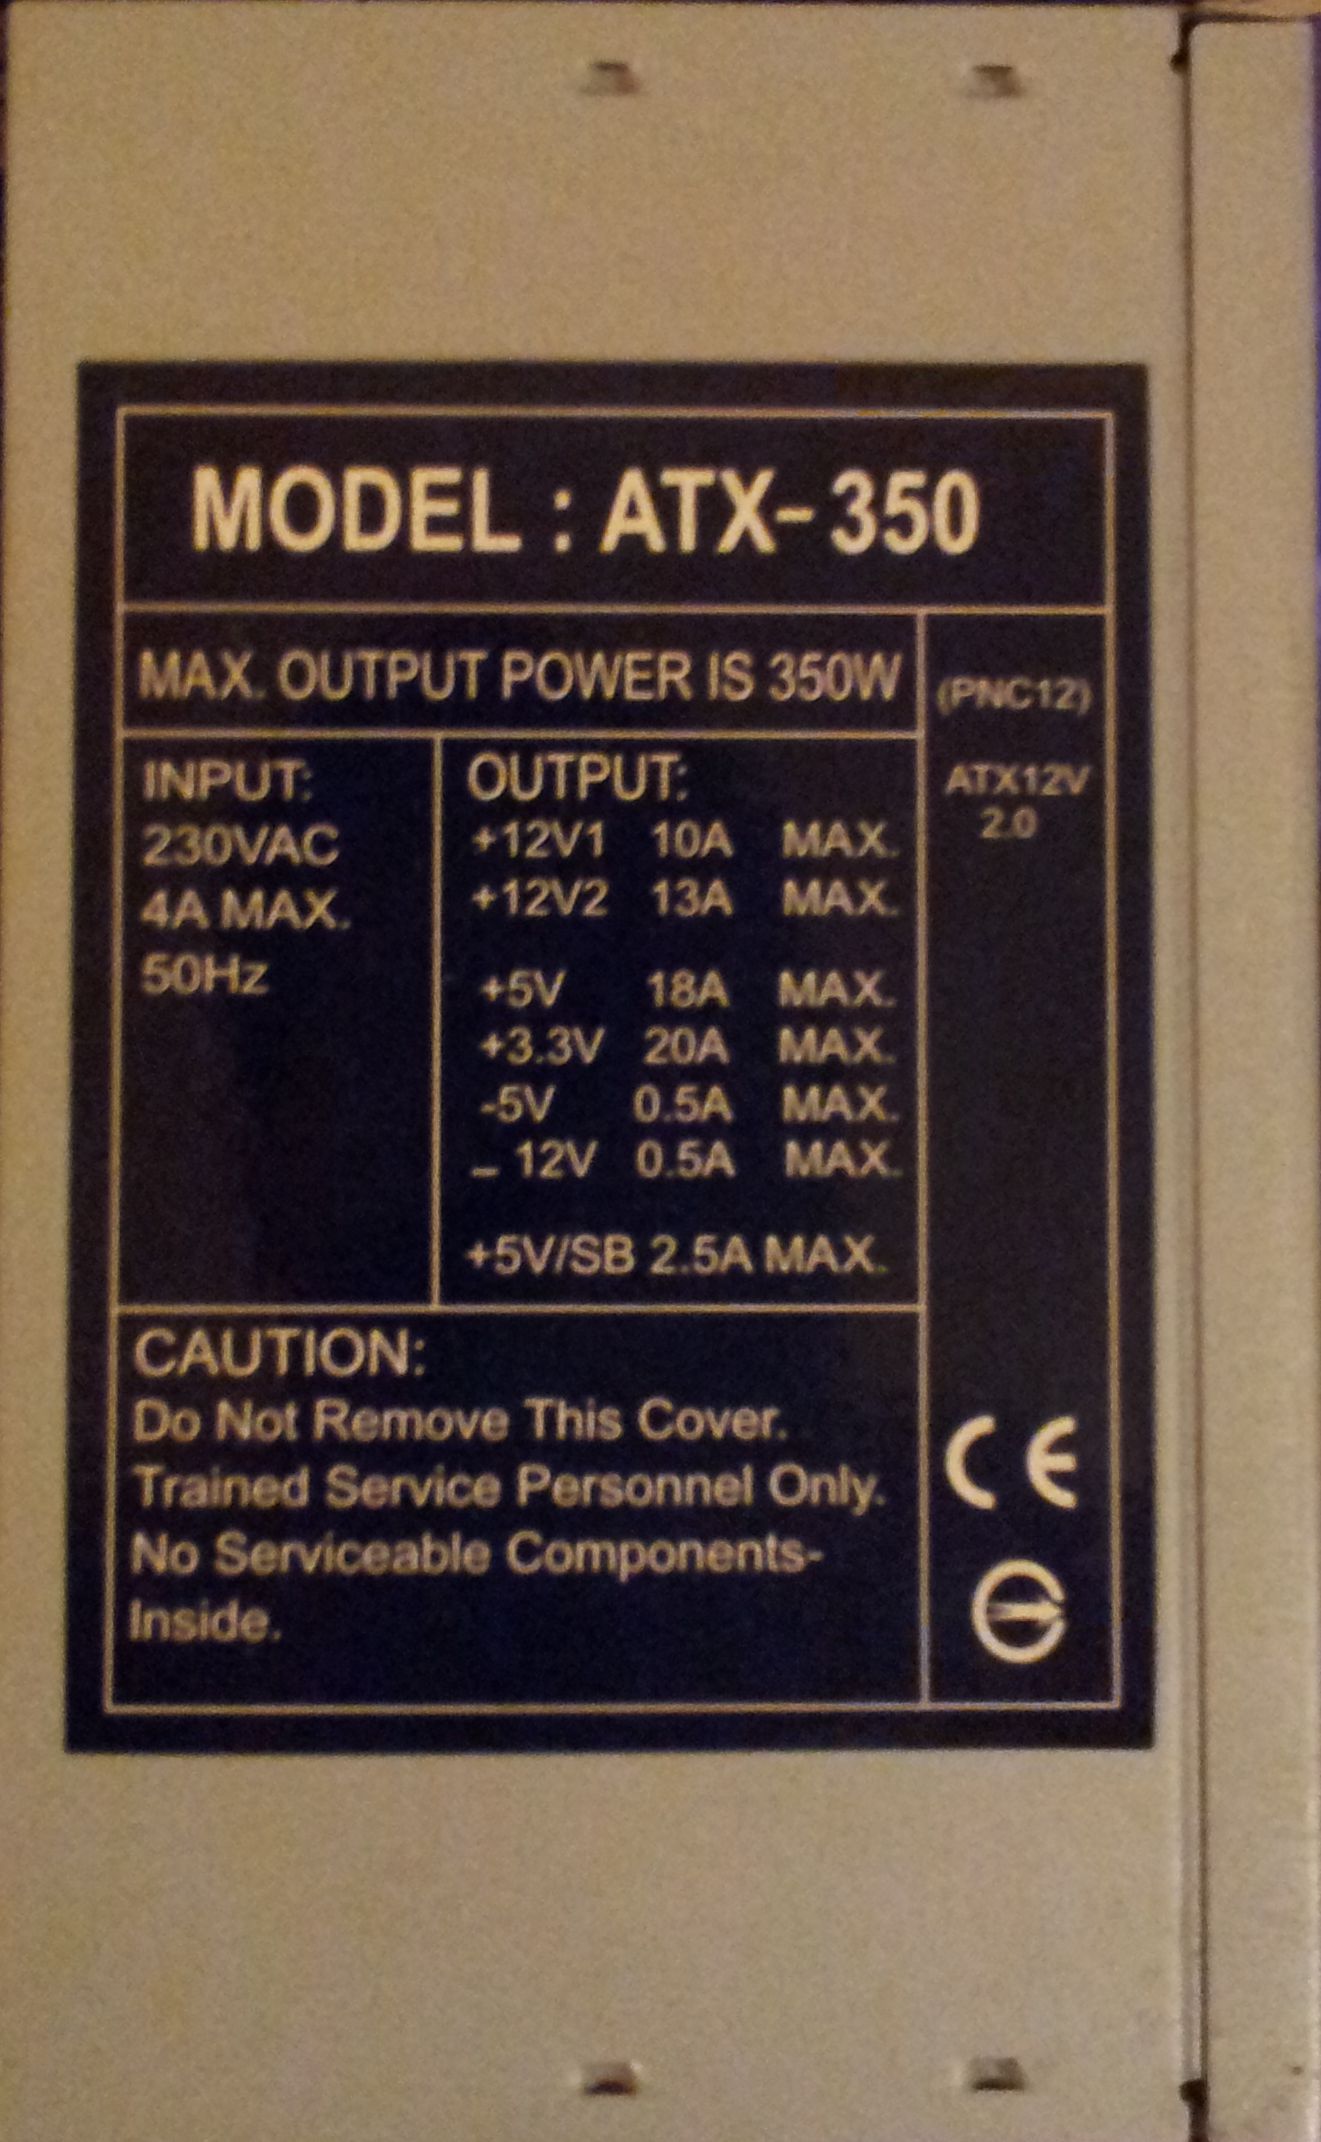 MODEL : ATX-350
MAX. OUTPUT POWER IS 350W
(PNC12)
ATX12V
2.0
INPUT:
230VAC
4A MAX.
50Hz
OUTPUT:
+12V1 10A MAX.
+12V2 13A MAX.
+5V 18A MAX.
+3.3V 20A MAX.
-5V 0.5A MAX.
– 12V 0.5A MAX.
+5V/SB 2.5A MAX.
CAUTION:
Do Not Remove This Cover.
Trained Service Personnel Only.
No Serviceable Components-
Inside.
CE